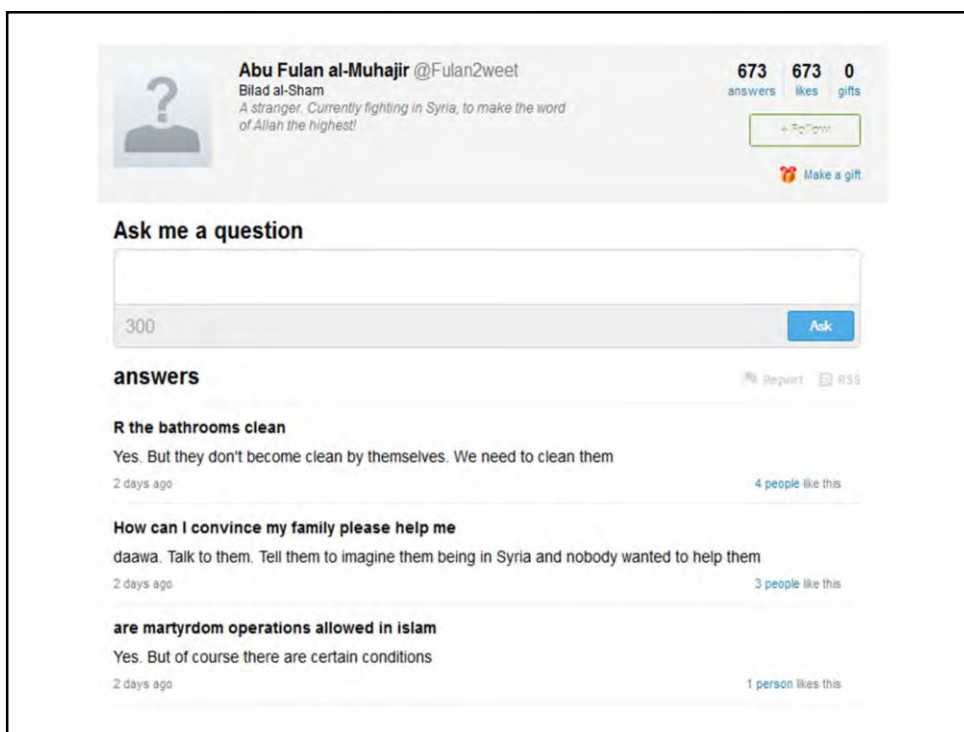 Abu Fulan al-Muhajir @Fulan2weet
Bilad al-Sham
A stranger. Currently fighting in Syria, to make the word
of Allah the highest!
673 673 0
answers likes gifts
+ Follow
Make a gift
Ask me a question
300
Ask
answers
Report RSS
R the bathrooms clean
Yes. But they don't become clean by themselves. We need to clean them
2 days ago
4 people like this
How can I convince my family please help me
daawa. Talk to them. Tell them to imagine them being in Syria and nobody wanted to help them
2 days ago
3 people like this
are martyrdom operations allowed in islam
Yes. But of course there are certain conditions
2 days ago
1 person likes this